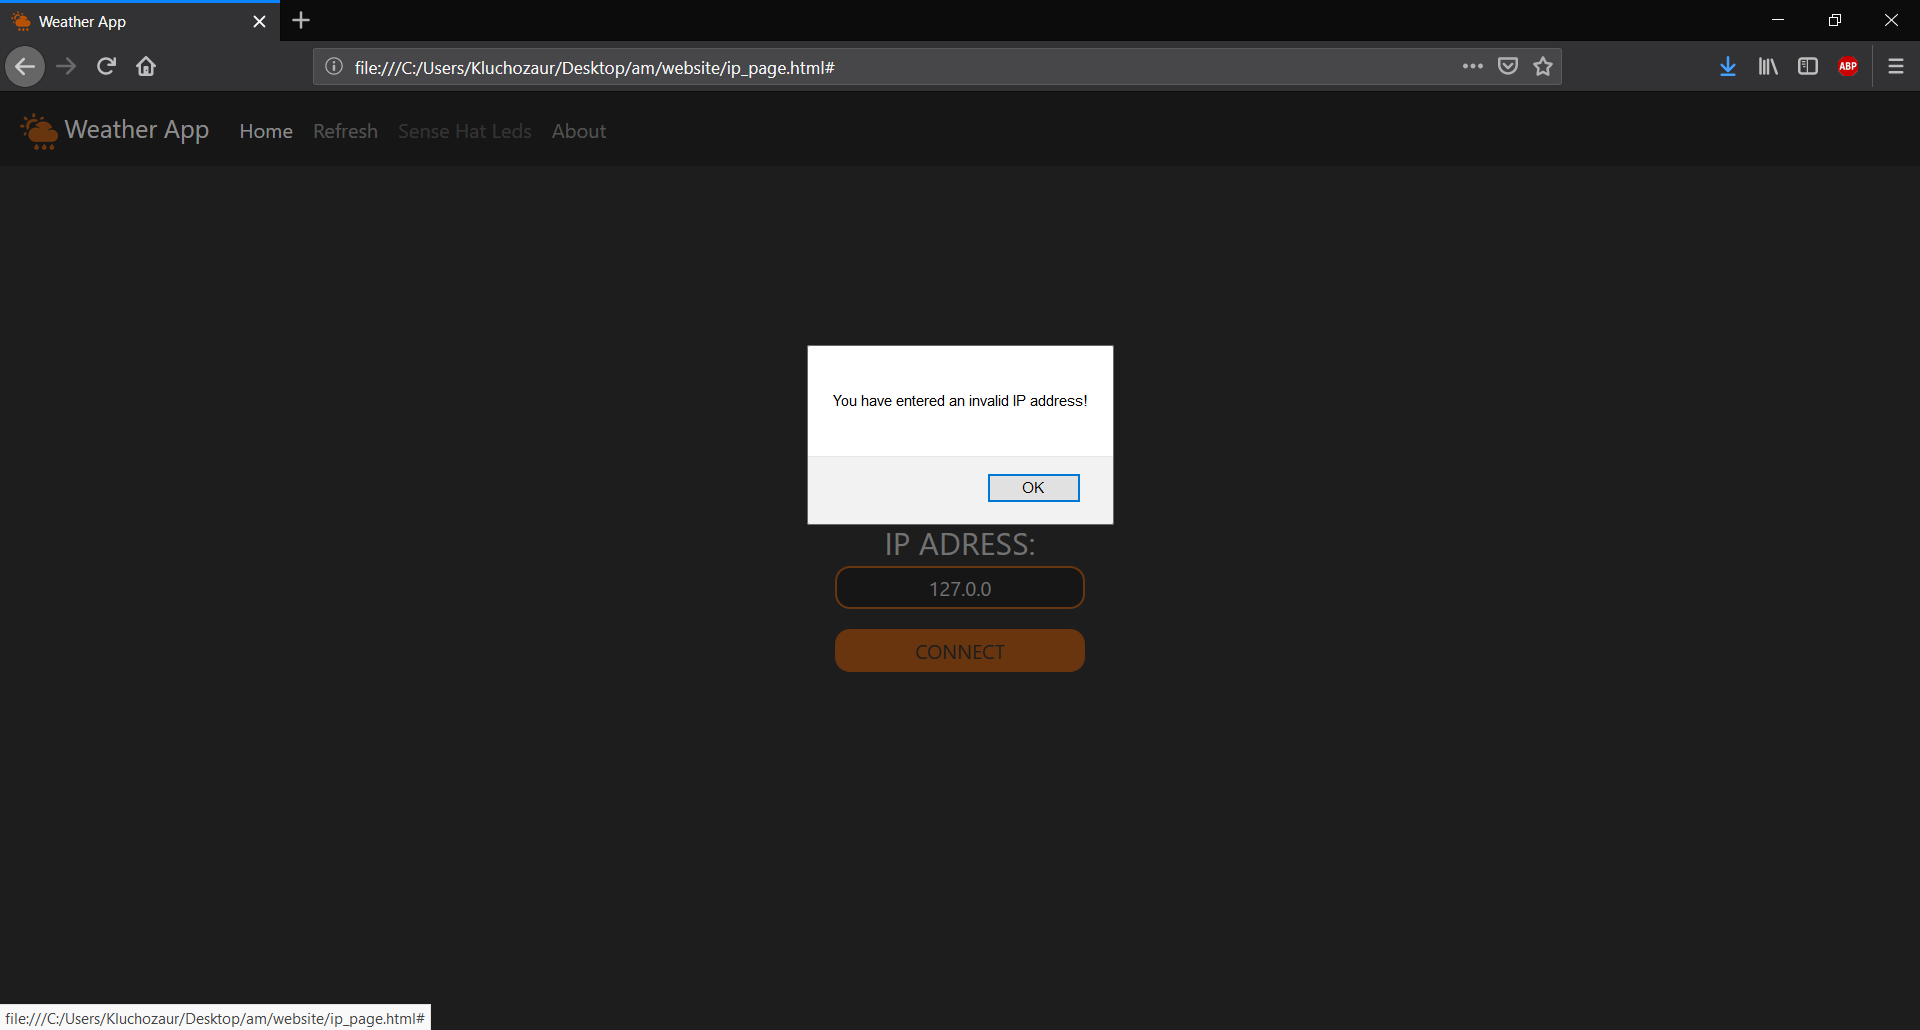 Weather App
file:///C:/Users/Kluchozaur/Desktop/am/website/ip_page.html#
ABP
Weather App Home Refresh Sense Hat Leds About
You have entered an invalid IP address!
OK
IP ADRESS:
127.0.0
CONNECT
file:///C:/Users/Kluchozaur/Desktop/am/website/ip_page.html#